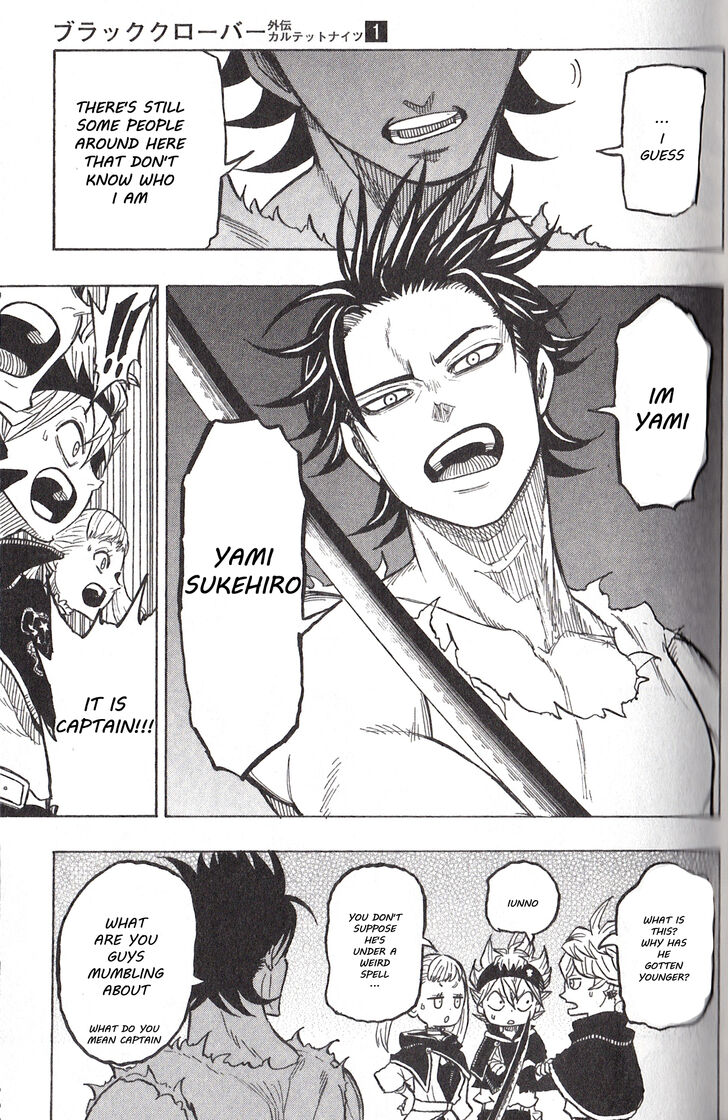 ブラッククローバー 外伝
カルテットナイツ 1
...
I
GUESS
THERE'S STILL
SOME PEOPLE
AROUND HERE
THAT DON'T
KNOW WHO
I AM
IM
YAMI
YAMI
SUKEHIRO
!!!
IT IS
CAPTAIN!!!
WHAT IS
THIS?
WHY HAS
HE
GOTTEN
YOUNGER?
IUNNO
YOU DON'T
SUPPOSE
HE'S
UNDER A
WEIRD
SPELL
...
WHAT
ARE YOU
GUYS
MUMBLING
ABOUT
WHAT DO YOU
MEAN CAPTAIN